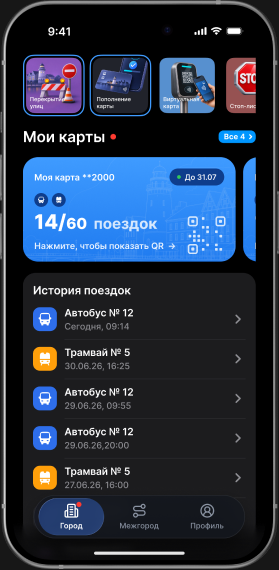 9:41
Перекрытие
улиц
Пополнение
карты
Виртуальная
карта
STO
Стоп-лис
Мои карты
Все 4
Моя карта **2000
До 31.07
14/60 поездок
Нажмите, чтобы показать QR →
История поездок
Автобус № 12
Сегодня, 09:14
Трамвай № 5
30.06.26, 16:25
Автобус № 12
29.06.26, 09:55
Автобус № 12
29.06.26,20:00
Трамвай № 5
27.06.26, 16:00
Город
Межгород
Профиль